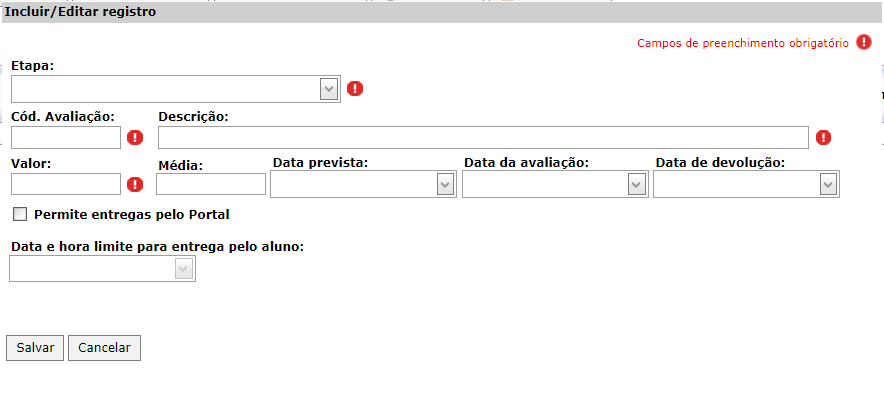 Incluir/Editar registro
Campos de preenchimento obrigatório
Etapa:
Cód. Avaliação: Descrição:
Valor: Média: Data prevista: Data da avaliação: Data de devolução:
Permite entregas pelo Portal
Data e hora limite para entrega pelo aluno:
Salvar Cancelar